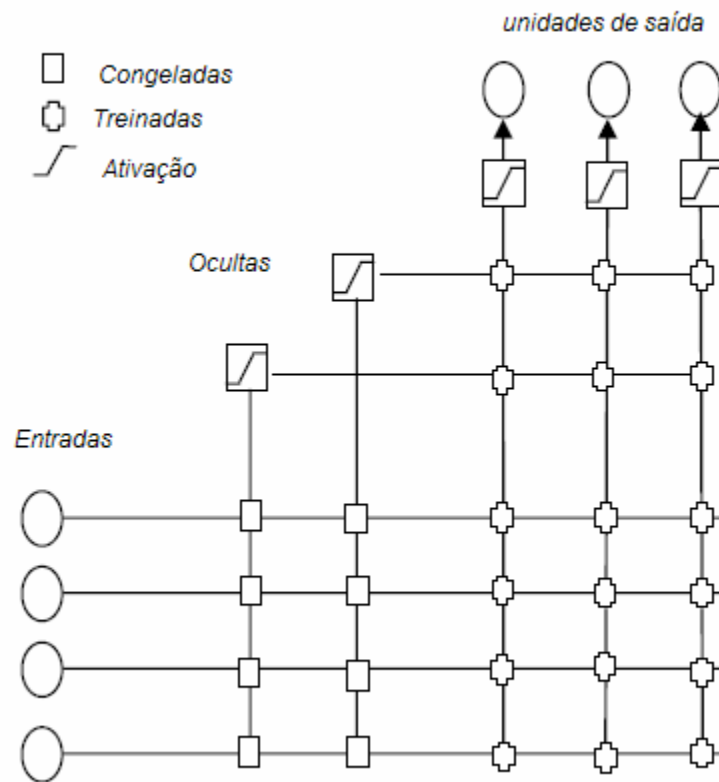 unidades de saída
Congeladas
Treinadas
Ativação
Ocultas
Entradas